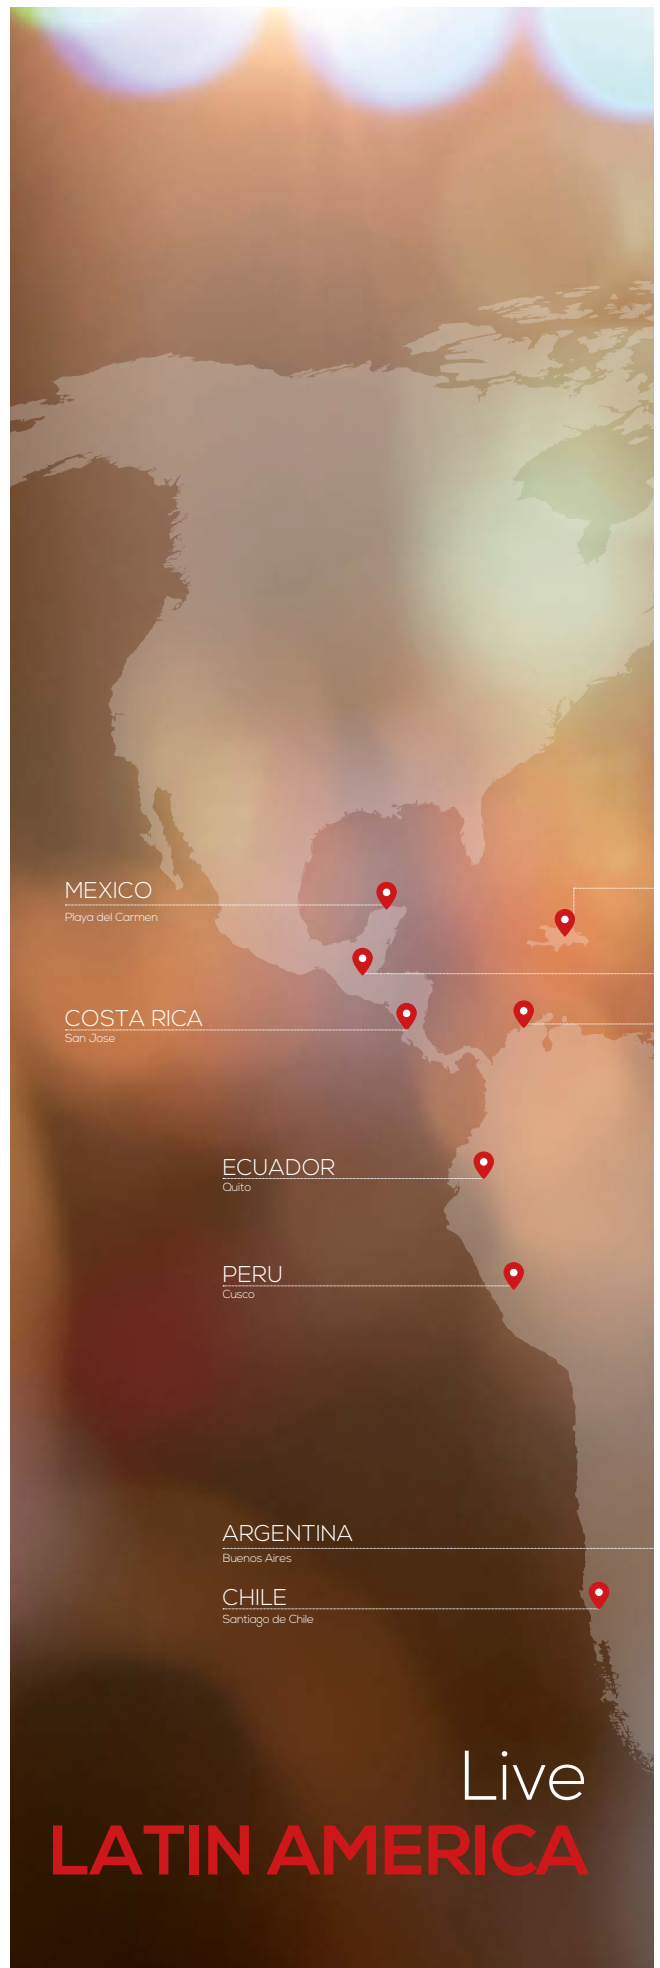 MEXICO
Playa del Carmen
COSTA RICA
San Jose
ECUADOR
Quito
PERU
Cusco
ARGENTINA
Buenos Aires
CHILE
Santiago de Chile
Live
LATIN AMERICA